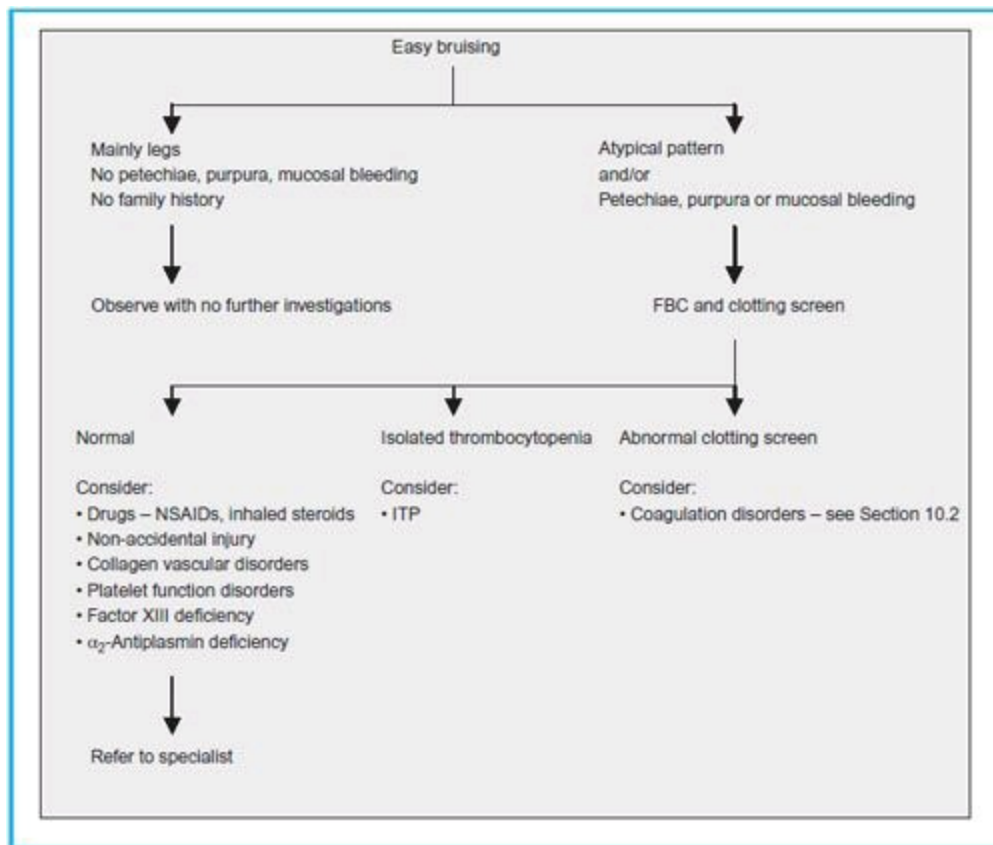 Easy bruising
Mainly legs
No petechiae, purpura, mucosal bleeding
No family history
Atypical pattern
and/or
Petechiae, purpura or mucosal bleeding
Observe with no further investigations
FBC and clotting screen
Normal
Consider:
• Drugs – NSAIDs, inhaled steroids
• Non-accidental injury
• Collagen vascular disorders
• Platelet function disorders
• Factor XIII deficiency
• α₂-Antiplasmin deficiency
Refer to specialist
Isolated thrombocytopenia
Consider:
• ITP
Abnormal clotting screen
Consider:
• Coagulation disorders – see Section 10.2